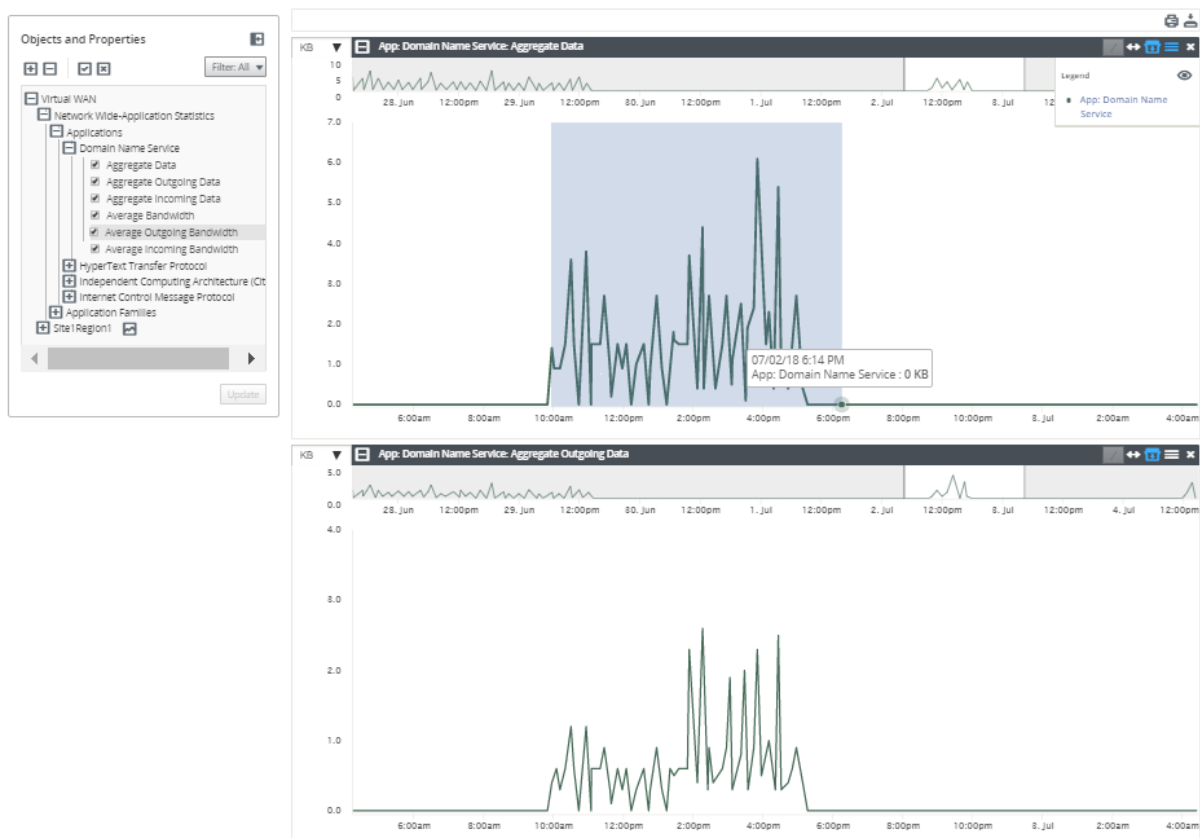 Objects and Properties
Filter: All
Virtual WAN
Network Wide-Application Statistics
Applications
Domain Name Service
Aggregate Data
Aggregate Outgoing Data
Aggregate Incoming Data
Average Bandwidth
Average Outgoing Bandwidth
Average Incoming Bandwidth
HyperText Transfer Protocol
Independent Computing Architecture (Cit
Internet Control Message Protocol
Application Families
Site1Region1
Update
KB App: Domain Name Service: Aggregate Data
10
5
0
28. Jun 12:00pm 29. Jun 12:00pm 30. Jun 12:00pm 1. Jul 12:00pm 2. Jul 12:00pm 3. Jul 12
Legend
App: Domain Name
Service
7.0
6.0
5.0
4.0
3.0
2.0
1.0
0.0
07/02/18 6:14 PM
App: Domain Name Service : 0 KB
6:00am 8:00am 10:00am 12:00pm 2:00pm 4:00pm 6:00pm 8:00pm 10:00pm 3. Jul 2:00am 4:00am
KB App: Domain Name Service: Aggregate Outgoing Data
5.0
0.0
28. Jun 12:00pm 29. Jun 12:00pm 30. Jun 12:00pm 1. Jul 12:00pm 2. Jul 12:00pm 3. Jul 12:00pm 4. Jul 12:00pm
4.0
3.0
2.0
1.0
0.0
6:00am 8:00am 10:00am 12:00pm 2:00pm 4:00pm 6:00pm 8:00pm 10:00pm 3. Jul 2:00am 4:00am